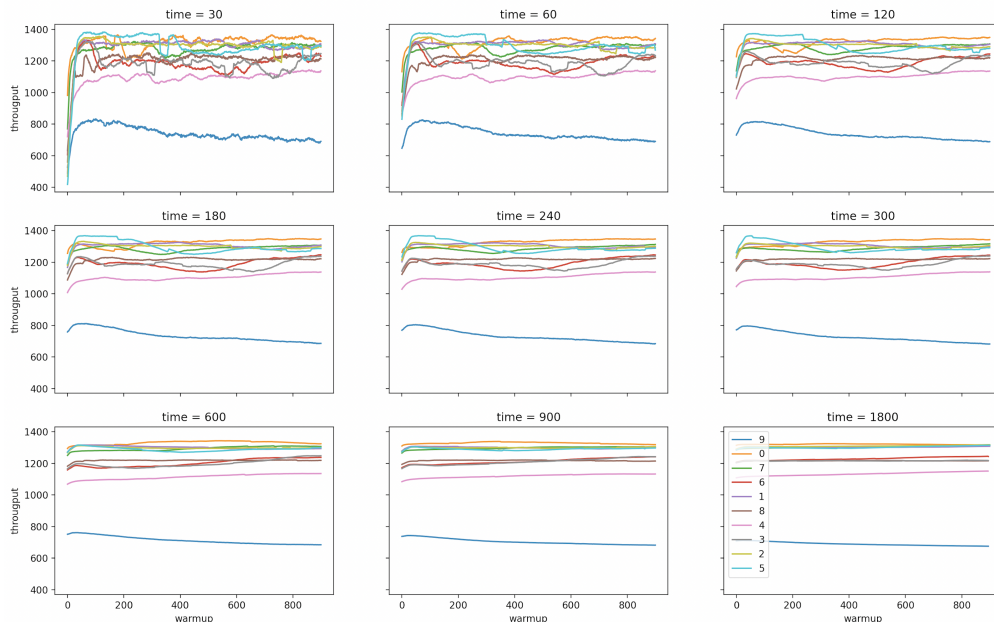 time = 30
time = 60
time = 120
1400
1200
1000
800
600
400
througput
time = 180
time = 240
time = 300
1400
1200
1000
800
600
400
througput
time = 600
time = 900
time = 1800
1400
1200
1000
800
600
400
througput
9
0
7
6
1
8
4
3
2
5
0 200 400 600 800
0 200 400 600 800
0 200 400 600 800
warmup
warmup
warmup